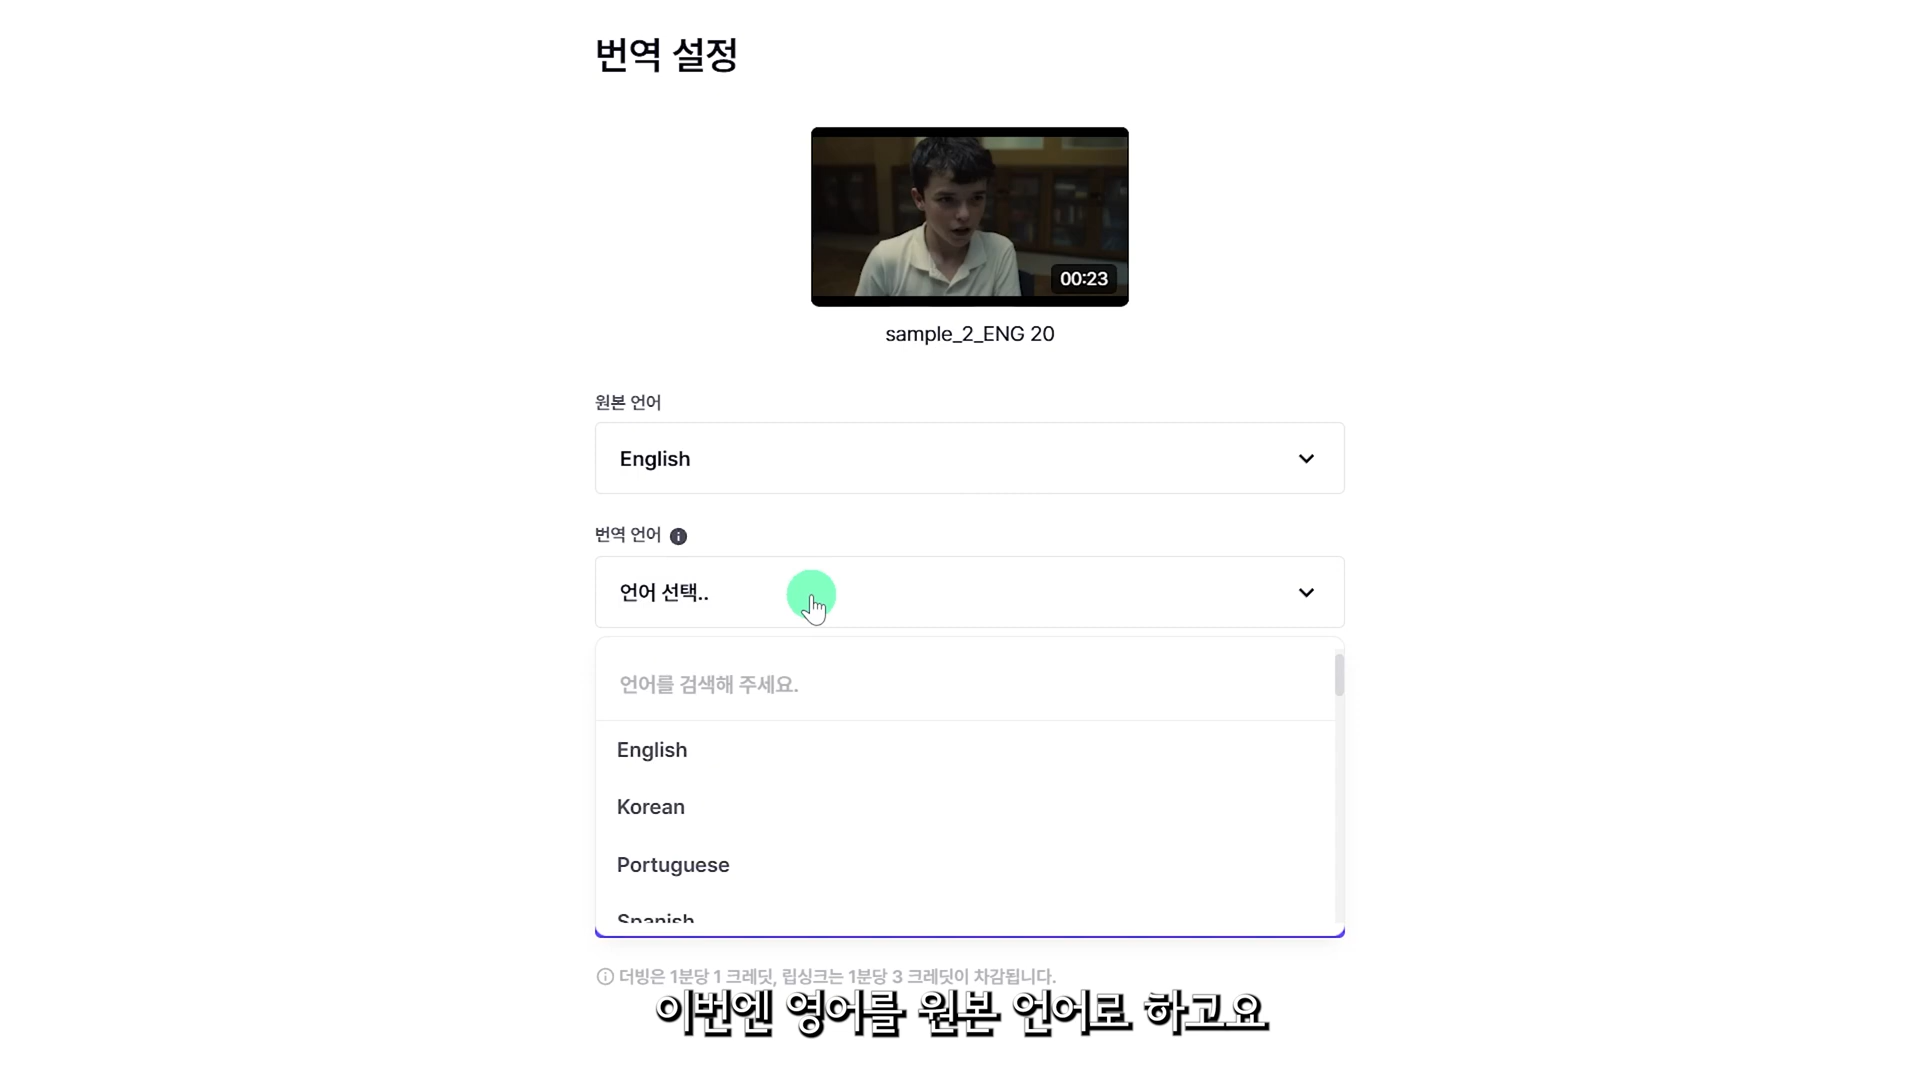 번역 설정
00:23
sample_2_ENG 20
원본 언어
English
번역 언어
언어 선택..
언어를 검색해 주세요.
English
Korean
Portuguese
Spanish
더빙은 1분당 1 크레딧, 립싱크는 1분당 3 크레딧이 차감됩니다.
이번엔 영어를 원본 언어로 하고요